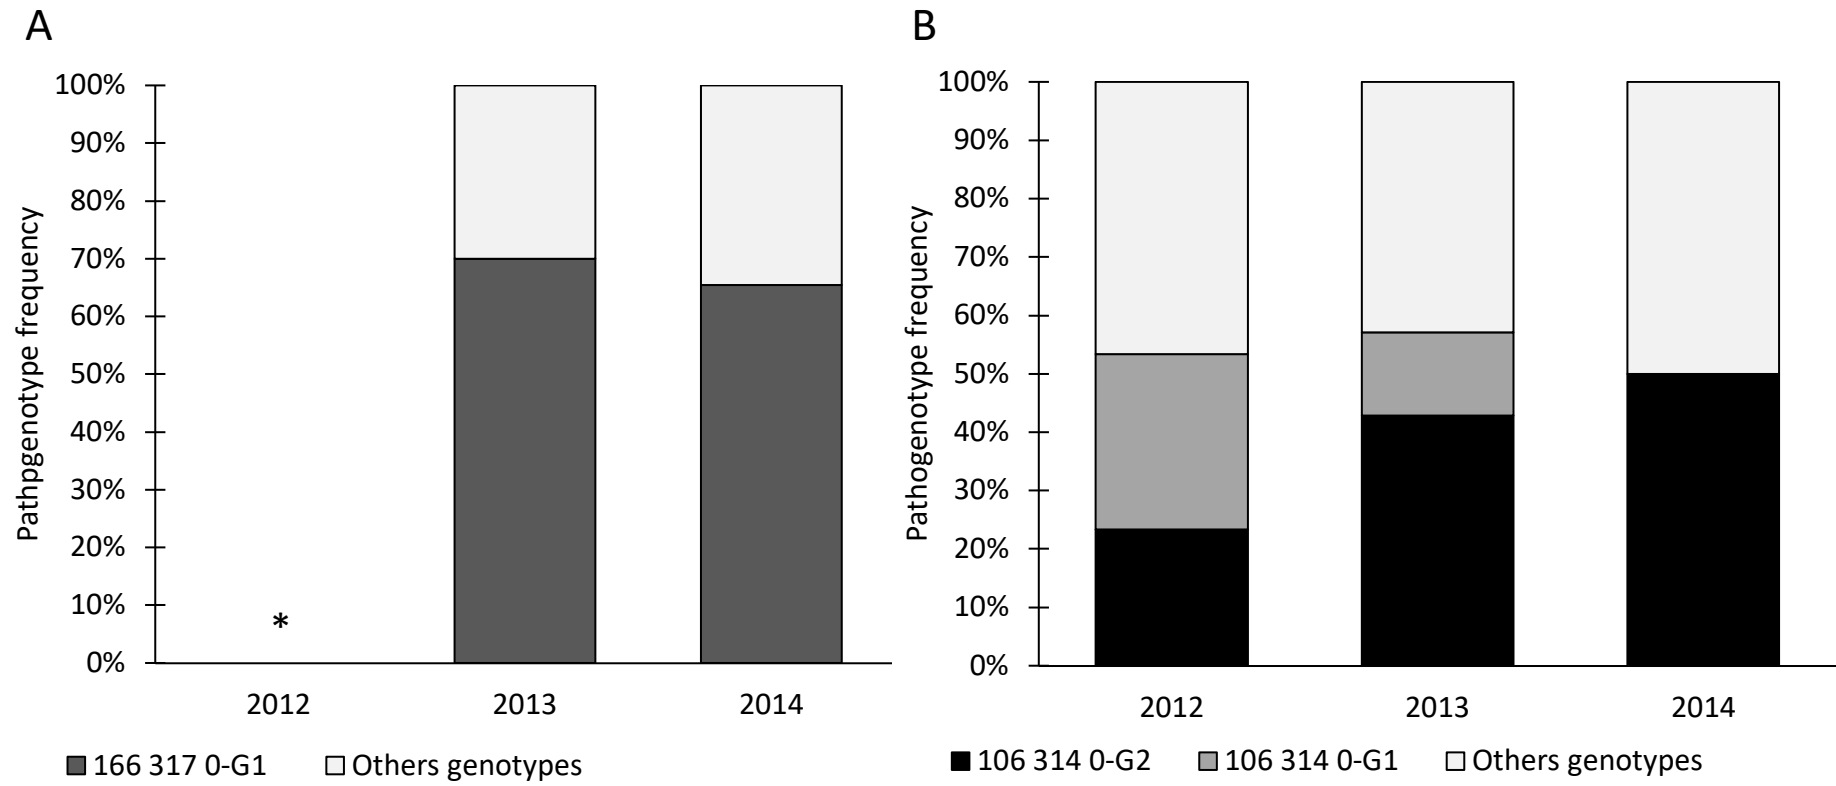 A
Pathpgenotype frequency
100%
90%
80%
70%
60%
50%
40%
30%
20%
10%
0%
*
2012 2013 2014
166 317 0-G1 Others genotypes
B
Pathogenotype frequency
100%
90%
80%
70%
60%
50%
40%
30%
20%
10%
0%
2012 2013 2014
106 314 0-G2 106 314 0-G1 Others genotypes